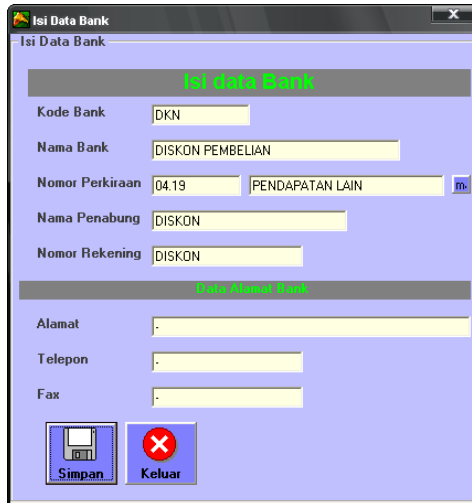 Isi Data Bank
Isi Data Bank
Isi data Bank
Kode Bank DKN
Nama Bank DISKON PEMBELIAN
Nomor Perkiraan 04.19 PENDAPATAN LAIN
Nama Penabung DISKON
Nomor Rekening DISKON
Data Alamat Bank
Alamat -
Telepon -
Fax -
Simpan Keluar